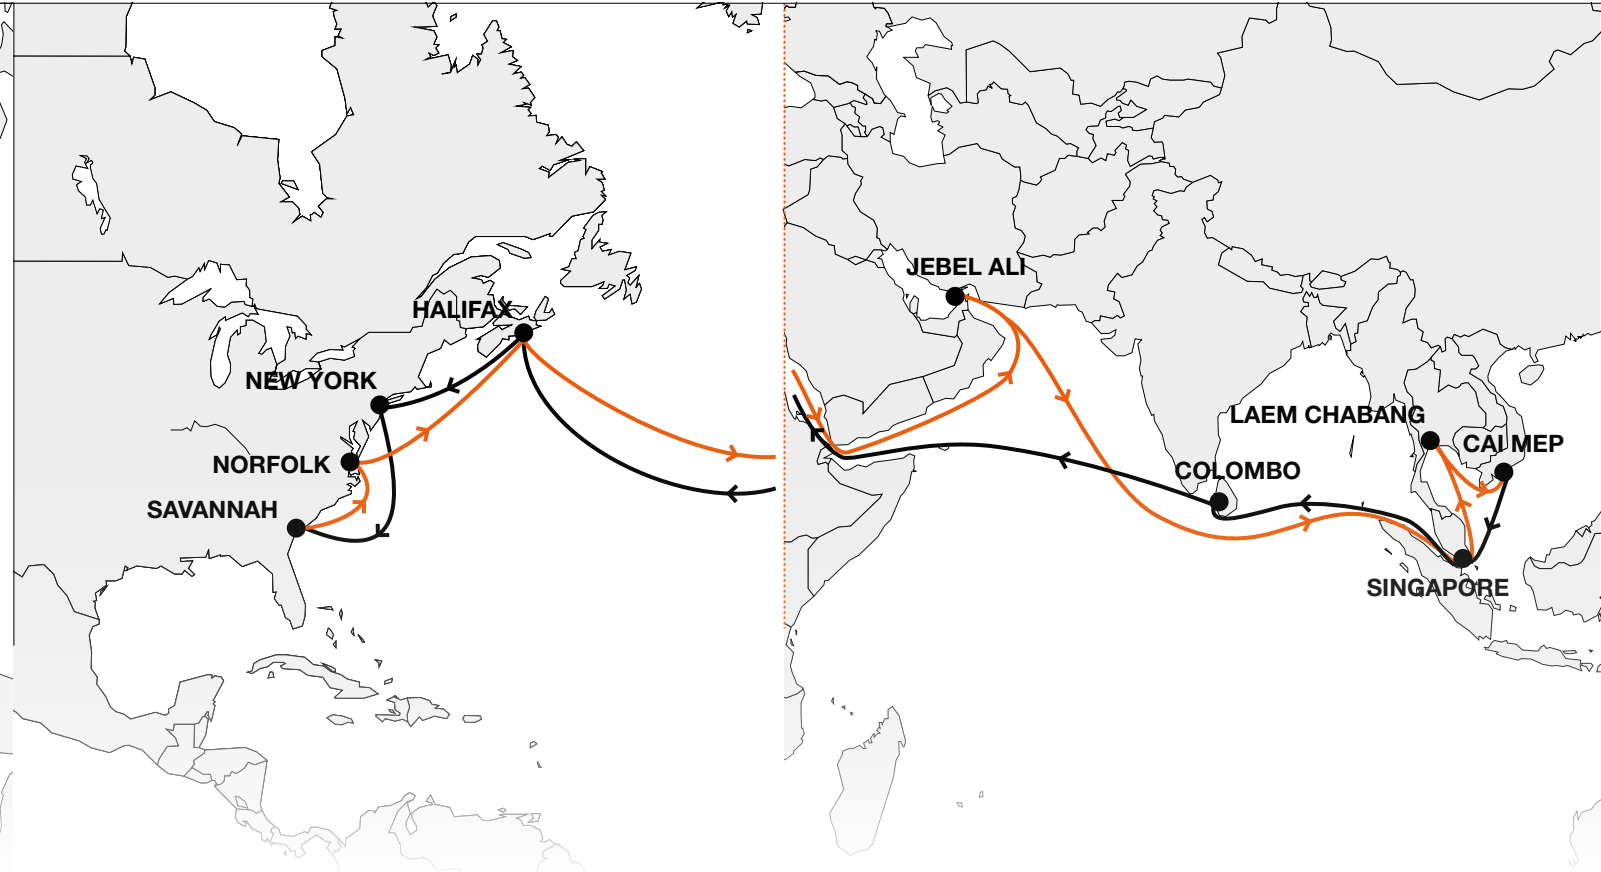 HALIFAX
NEW YORK
NORFOLK
SAVANNAH
JEBEL ALI
LAEM CHABANG
CAI MEP
COLOMBO
SINGAPORE